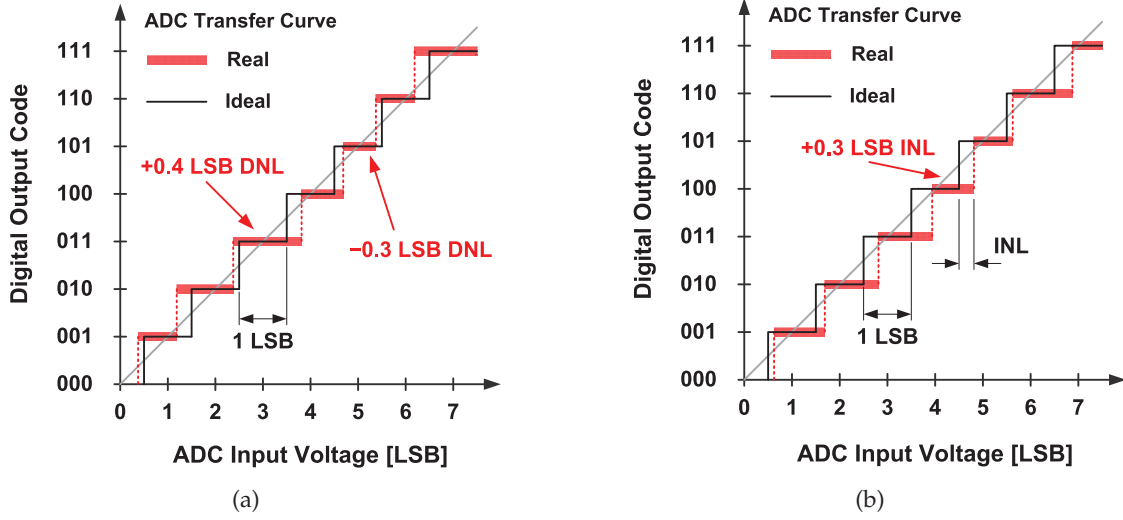 ADC Transfer Curve
Real
Ideal
Digital Output Code
111
110
101
100
011
010
001
000
+0.4 LSB DNL
−0.3 LSB DNL
1 LSB
0 1 2 3 4 5 6 7
ADC Input Voltage [LSB]
(a)
ADC Transfer Curve
Real
Ideal
Digital Output Code
111
110
101
100
011
010
001
000
+0.3 LSB INL
INL
1 LSB
0 1 2 3 4 5 6 7
ADC Input Voltage [LSB]
(b)